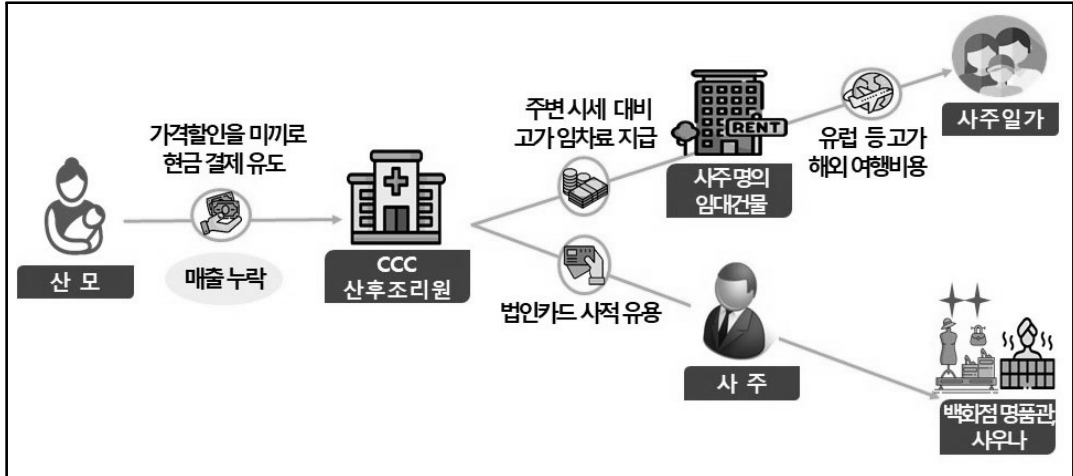 가격할인을 미끼로
현금 결제 유도
매출 누락
산 모
CCC
산후조리원
주변 시세 대비
고가 임차료 지급
RENT
사주 명의
임대건물
유럽 등 고가
해외 여행비용
사주일가
법인카드 사적 유용
사 주
백화점 명품관,
사우나